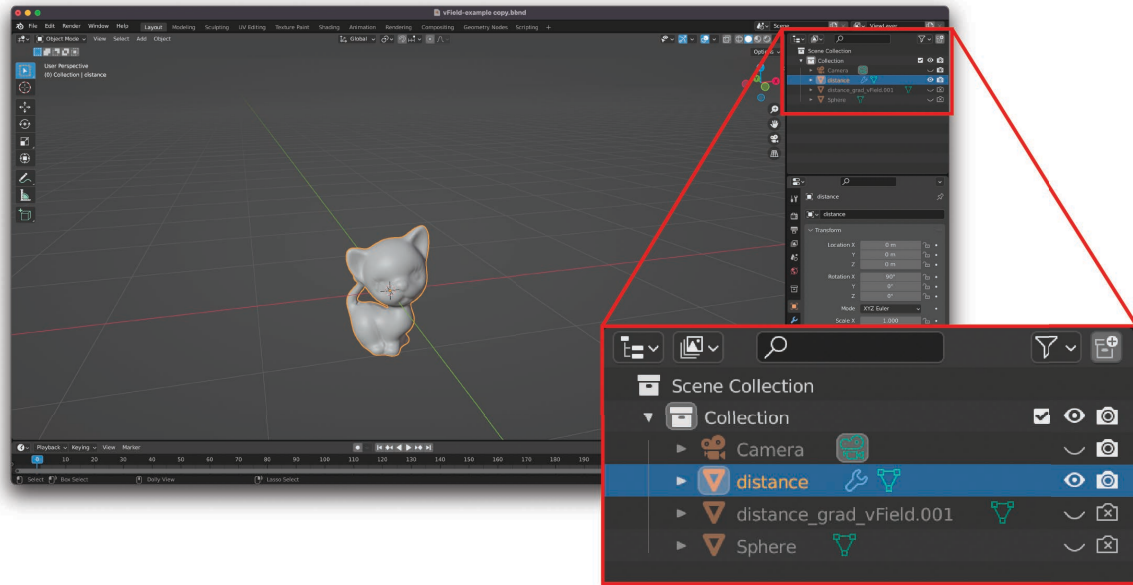 vField-example copy.blend
File Edit Render Window Help Layout Modeling Sculpting UV Editing Texture Paint Shading Animation Rendering Compositing Geometry Nodes Scripting + Scene ViewLayer
Object Mode View Select Add Object Global
Options
User Perspective
(0) Collection | distance
Scene Collection
Collection
Camera
distance
distance_grad_vField.001
Sphere
distance
distance
Transform
Location X 0 m
Y 0 m
Z 0 m
Rotation X 90°
Y 0°
Z 0°
Mode XYZ Euler
Scale X 1.000
Playback Keying View Marker
0 10 20 30 40 50 60 70 80 90 100 110 120 130 140 150 160 170 180 190
Select Box Select Dolly View Lasso Select
Scene Collection
Collection
Camera
distance
distance_grad_vField.001
Sphere